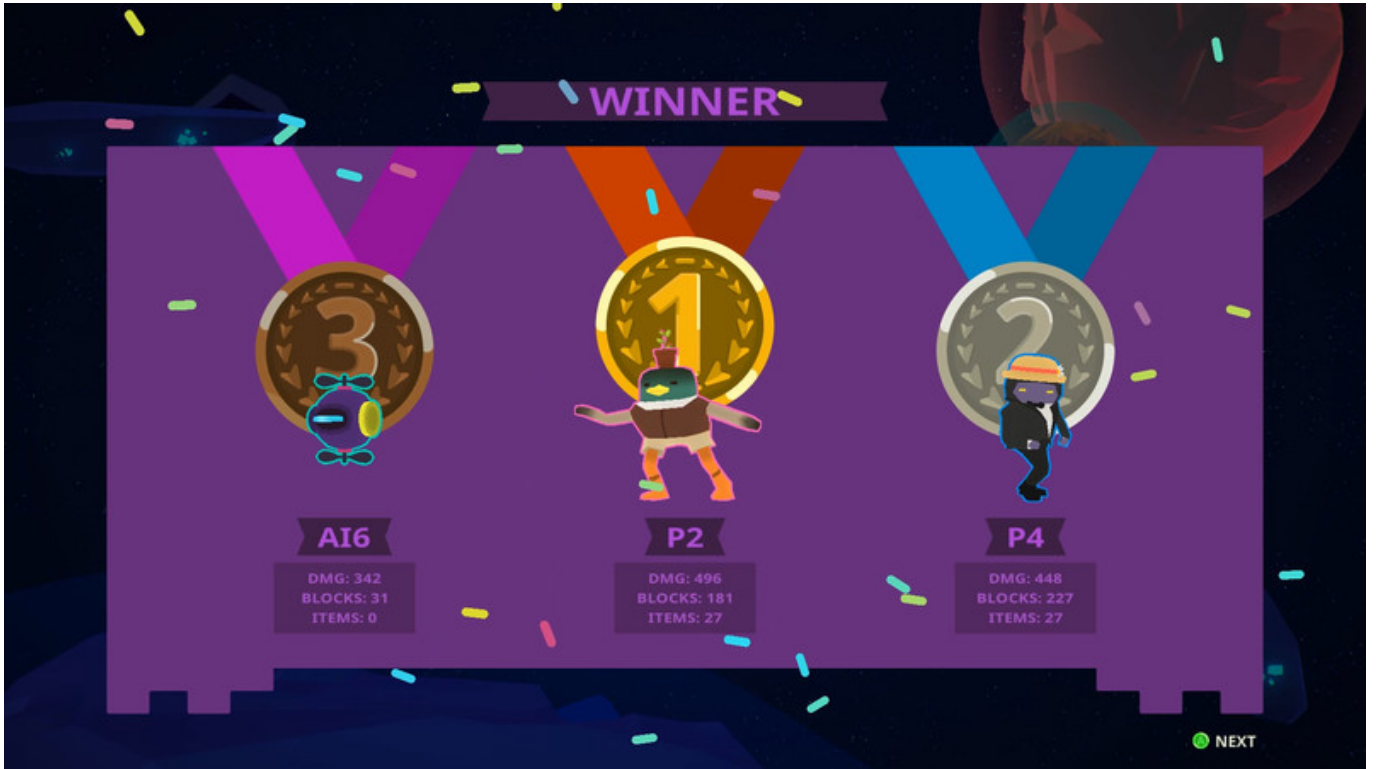 WINNER
3
1
2
AI6
DMG: 342
BLOCKS: 31
ITEMS: 0
P2
DMG: 496
BLOCKS: 181
ITEMS: 27
P4
DMG: 448
BLOCKS: 227
ITEMS: 27
NEXT